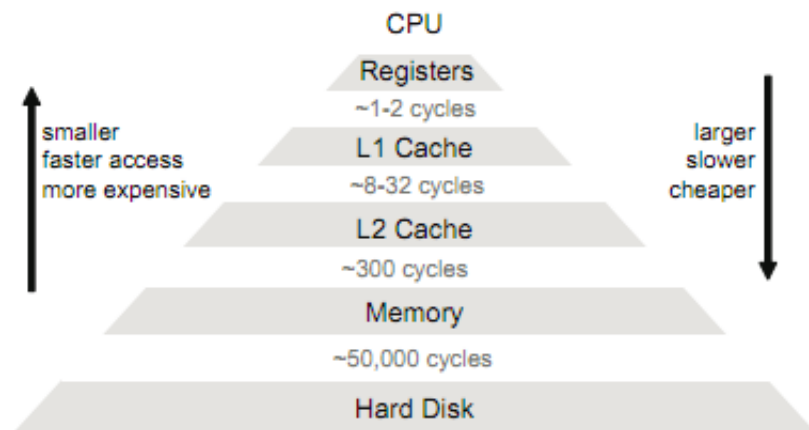 CPU
Registers
~1-2 cycles
smaller
faster access
more expensive
larger
slower
cheaper
L1 Cache
~8-32 cycles
L2 Cache
~300 cycles
Memory
~50,000 cycles
Hard Disk